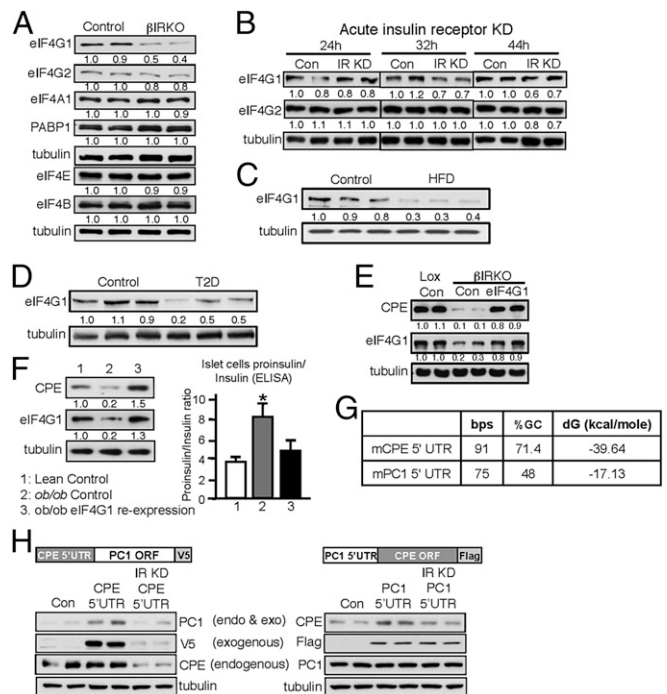 A
Control βIRKO
eIF4G1
1.0 0.9 0.5 0.4
eIF4G2
1.0 1.0 0.8 0.8
eIF4A1
1.0 1.0 1.0 0.9
PABP1
1.0 1.0 1.0 1.0
tubulin
eIF4E
1.0 1.0 0.9 0.9
eIF4B
1.0 1.0 1.0 1.0
tubulin
B
Acute insulin receptor KD
24h 32h 44h
Con IR KD Con IR KD Con IR KD
eIF4G1
1.0 0.8 0.8 0.8 1.0 1.2 0.7 0.7 1.0 1.0 0.6 0.7
eIF4G2
1.0 1.1 1.1 1.0 1.0 1.0 1.0 1.0 1.0 1.0 0.8 0.7
tubulin
C
Control HFD
eIF4G1
1.0 0.9 0.8 0.3 0.3 0.4
tubulin
D
Control T2D
eIF4G1
1.0 1.1 0.9 0.2 0.5 0.5
tubulin
E
Lox βIRKO
Con Con eIF4G1
CPE
1.0 1.1 0.1 0.1 0.8 0.9
eIF4G1
1.0 1.0 0.2 0.3 0.8 0.9
tubulin
F
1 2 3
CPE
1.0 0.2 1.5
eIF4G1
1.0 0.2 1.3
tubulin
1: Lean Control
2: ob/ob Control
3. ob/ob eIF4G1 re-expression
Islet cells proinsulin/
Insulin (ELISA)
Proinsulin/insulin ratio
10
8
6
4
2
0
*
1 2 3
G
bps %GC dG (kcal/mole)
mCPE 5' UTR 91 71.4 -39.64
mPC1 5' UTR 75 48 -17.13
H
CPE 5'UTR PC1 ORF V5
IR KD
CPE CPE
Con 5'UTR 5'UTR
PC1 (endo & exo)
V5 (exogenous)
CPE (endogenous)
tubulin
PC1 5'UTR CPE ORF Flag
IR KD
PC1 PC1
Con 5'UTR 5'UTR
CPE
Flag
PC1
tubulin